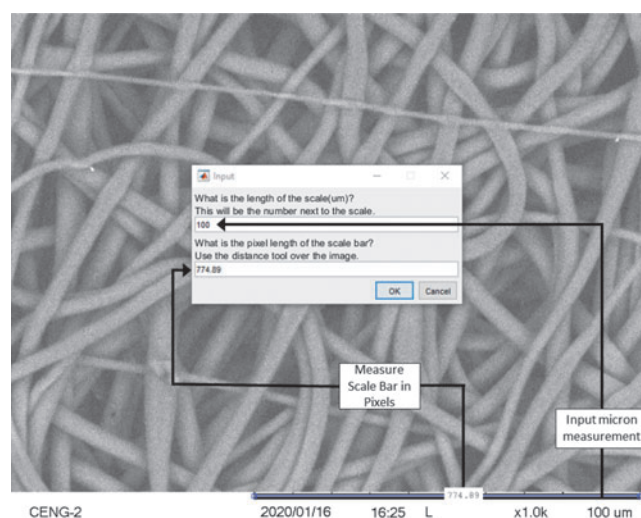 Input
What is the length of the scale(um)?
This will be the number next to the scale.
100
What is the pixel length of the scale bar?
Use the distance tool over the image.
774.89
OK Cancel
Measure
Scale Bar in
Pixels
Input micron
measurement
774.89
CENG-2 2020/01/16 16:25 L x1.0k 100 um